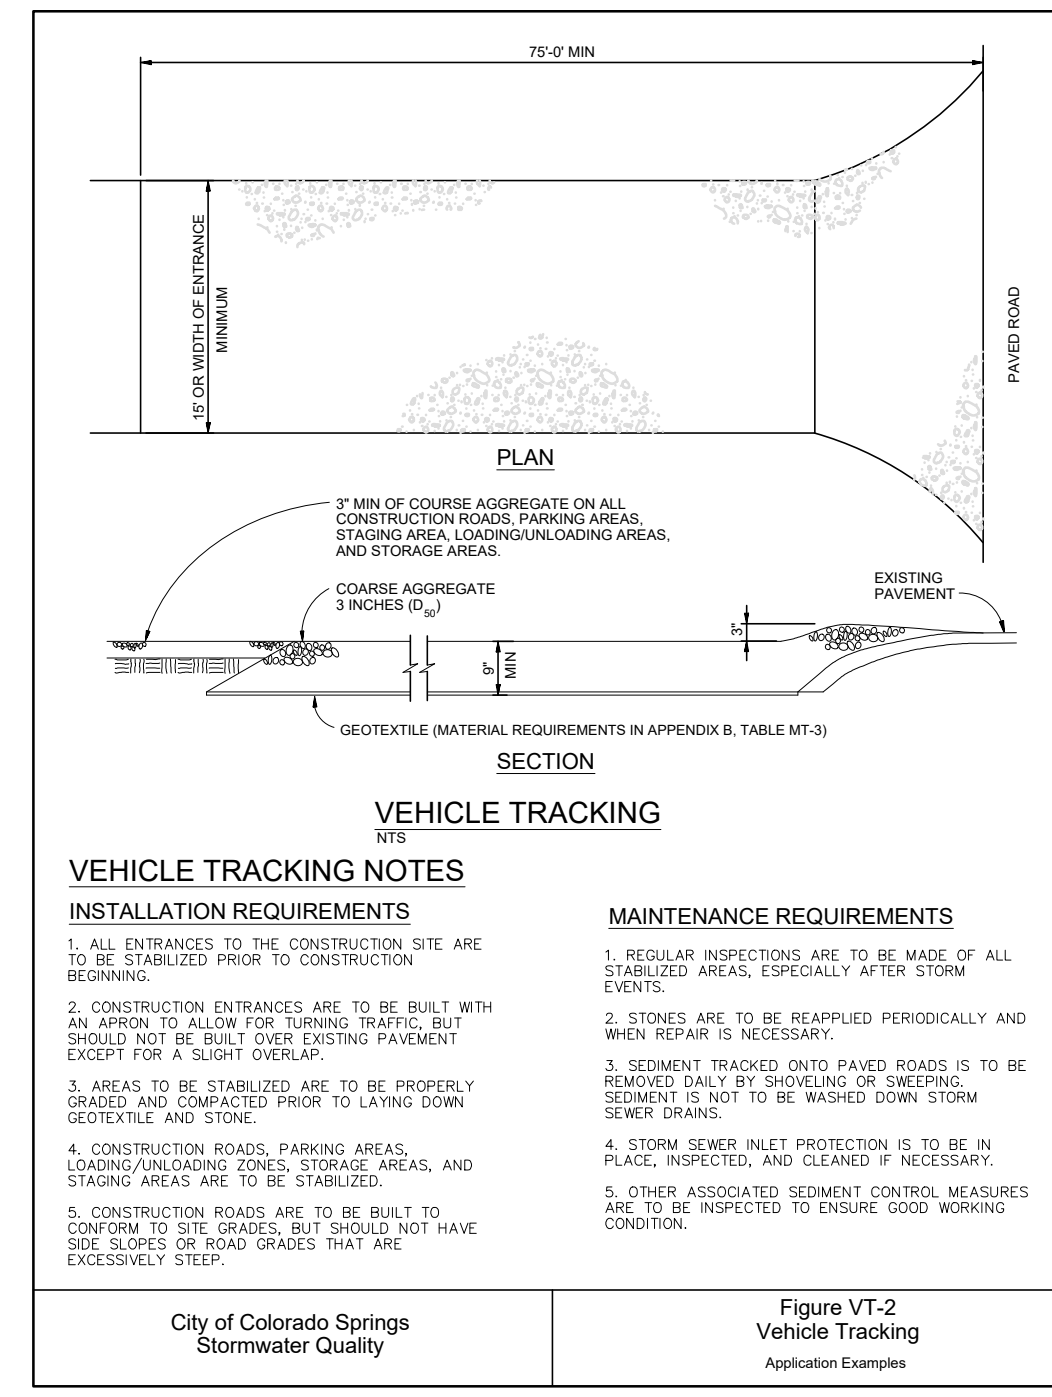 75'-0' MIN
15' OR WIDTH OF ENTRANCE
MINIMUM
PAVED ROAD
PLAN
3" MIN OF COURSE AGGREGATE ON ALL
CONSTRUCTION ROADS, PARKING AREAS,
STAGING AREA, LOADING/UNLOADING AREAS,
AND STORAGE AREAS.
COARSE AGGREGATE
3 INCHES (D50)
EXISTING
PAVEMENT
3"
9"
MIN
GEOTEXTILE (MATERIAL REQUIREMENTS IN APPENDIX B, TABLE MT-3)
SECTION
VEHICLE TRACKING
NTS
VEHICLE TRACKING NOTES
INSTALLATION REQUIREMENTS
1. ALL ENTRANCES TO THE CONSTRUCTION SITE ARE
TO BE STABILIZED PRIOR TO CONSTRUCTION
BEGINNING.
2. CONSTRUCTION ENTRANCES ARE TO BE BUILT WITH
AN APRON TO ALLOW FOR TURNING TRAFFIC, BUT
SHOULD NOT BE BUILT OVER EXISTING PAVEMENT
EXCEPT FOR A SLIGHT OVERLAP.
3. AREAS TO BE STABILIZED ARE TO BE PROPERLY
GRADED AND COMPACTED PRIOR TO LAYING DOWN
GEOTEXTILE AND STONE.
4. CONSTRUCTION ROADS, PARKING AREAS,
LOADING/UNLOADING ZONES, STORAGE AREAS, AND
STAGING AREAS ARE TO BE STABILIZED.
5. CONSTRUCTION ROADS ARE TO BE BUILT TO
CONFORM TO SITE GRADES, BUT SHOULD NOT HAVE
SIDE SLOPES OR ROAD GRADES THAT ARE
EXCESSIVELY STEEP.
MAINTENANCE REQUIREMENTS
1. REGULAR INSPECTIONS ARE TO BE MADE OF ALL
STABILIZED AREAS, ESPECIALLY AFTER STORM
EVENTS.
2. STONES ARE TO BE REAPPLIED PERIODICALLY AND
WHEN REPAIR IS NECESSARY.
3. SEDIMENT TRACKED ONTO PAVED ROADS IS TO BE
REMOVED DAILY BY SHOVELING OR SWEEPING.
SEDIMENT IS NOT TO BE WASHED DOWN STORM
SEWER DRAINS.
4. STORM SEWER INLET PROTECTION IS TO BE IN
PLACE, INSPECTED, AND CLEANED IF NECESSARY.
5. OTHER ASSOCIATED SEDIMENT CONTROL MEASURES
ARE TO BE INSPECTED TO ENSURE GOOD WORKING
CONDITION.
City of Colorado Springs
Stormwater Quality
Figure VT-2
Vehicle Tracking
Application Examples